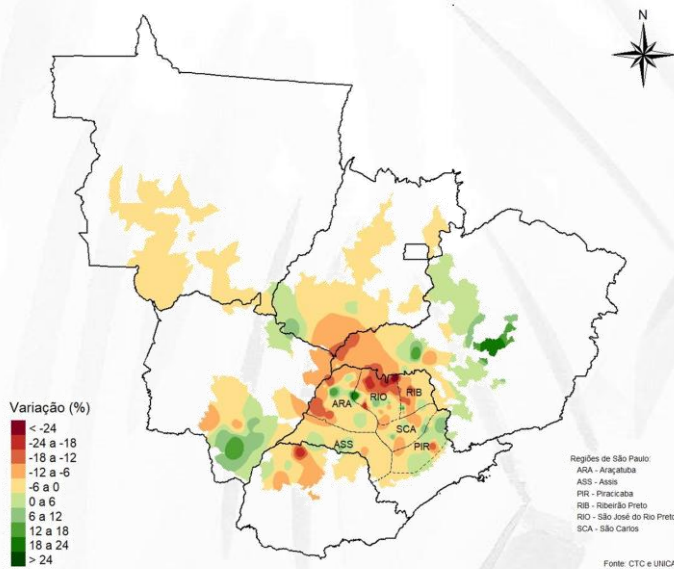 N
ARA
RIO
RIB
SCA
ASS
PIR
Variação (%)
< -24
-24 a -18
-18 a -12
-12 a -6
-6 a 0
0 a 6
6 a 12
12 a 18
18 a 24
> 24
Regiões de São Paulo:
ARA - Araçatuba
ASS - Assis
PIR - Piracicaba
RIB - Ribeirão Preto
RIO - São José do Rio Preto
SCA - São Carlos
Fonte: CTC e UNICA